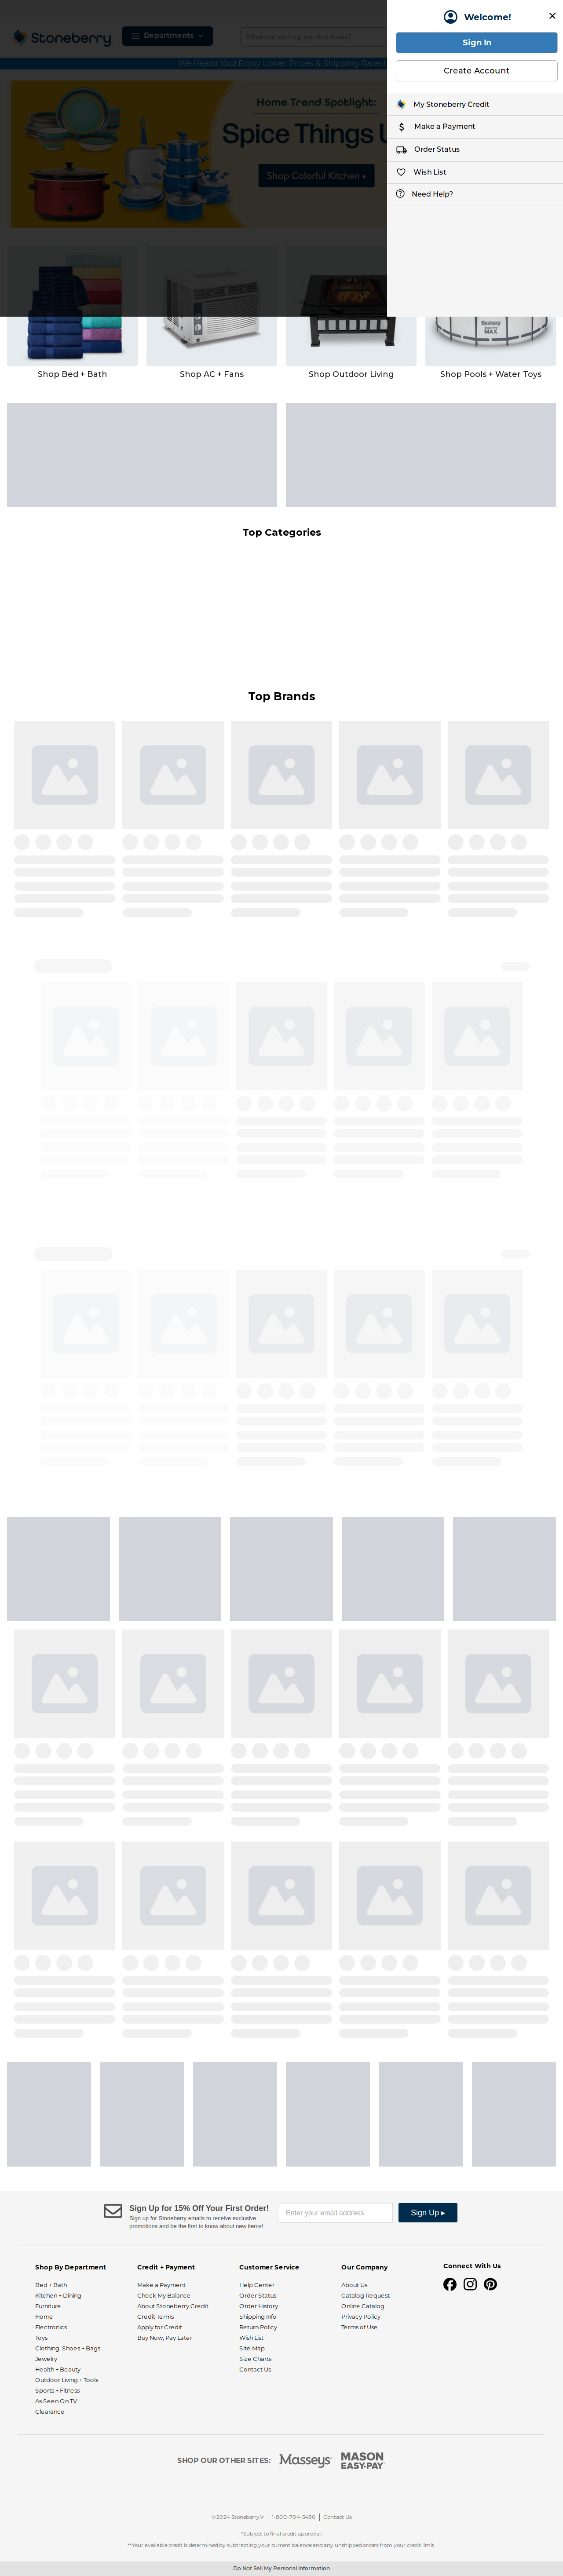 Welcome!
Sign In
Create Account
My Stoneberry Credit
Make a Payment
Order Status
Wish List
Need Help?
Stoneberry
Departments
What can we help you find today?
We Heard You! Enjoy Lower Prices & Shipping Rates!
Home Trend Spotlight:
Spice Things U
Shop Colorful Kitchen
Bestway
MAX
Shop Bed + Bath
Shop AC + Fans
Shop Outdoor Living
Shop Pools + Water Toys
Top Categories
Top Brands
Sign Up for 15% Off Your First Order!
Sign up for Stoneberry emails to receive exclusive
promotions and be the first to know about new items!
Enter your email address
Sign Up ▸
Shop By Department
Bed + Bath
Kitchen + Dining
Furniture
Home
Electronics
Toys
Clothing, Shoes + Bags
Jewelry
Health + Beauty
Outdoor Living + Tools
Sports + Fitness
As Seen On TV
Clearance
Credit + Payment
Make a Payment
Check My Balance
About Stoneberry Credit
Credit Terms
Apply for Credit
Buy Now, Pay Later
Customer Service
Help Center
Order Status
Order History
Shipping Info
Return Policy
Wish List
Site Map
Size Charts
Contact Us
Our Company
About Us
Catalog Request
Online Catalog
Privacy Policy
Terms of Use
Connect With Us
SHOP OUR OTHER SITES:
Masseys
MASON
EASY-PAY
©2024 Stoneberry® | 1-800-704-5480 | Contact Us
*Subject to final credit approval.
**Your available credit is determined by subtracting your current balance and any unshipped orders from your credit limit.
Do Not Sell My Personal Information